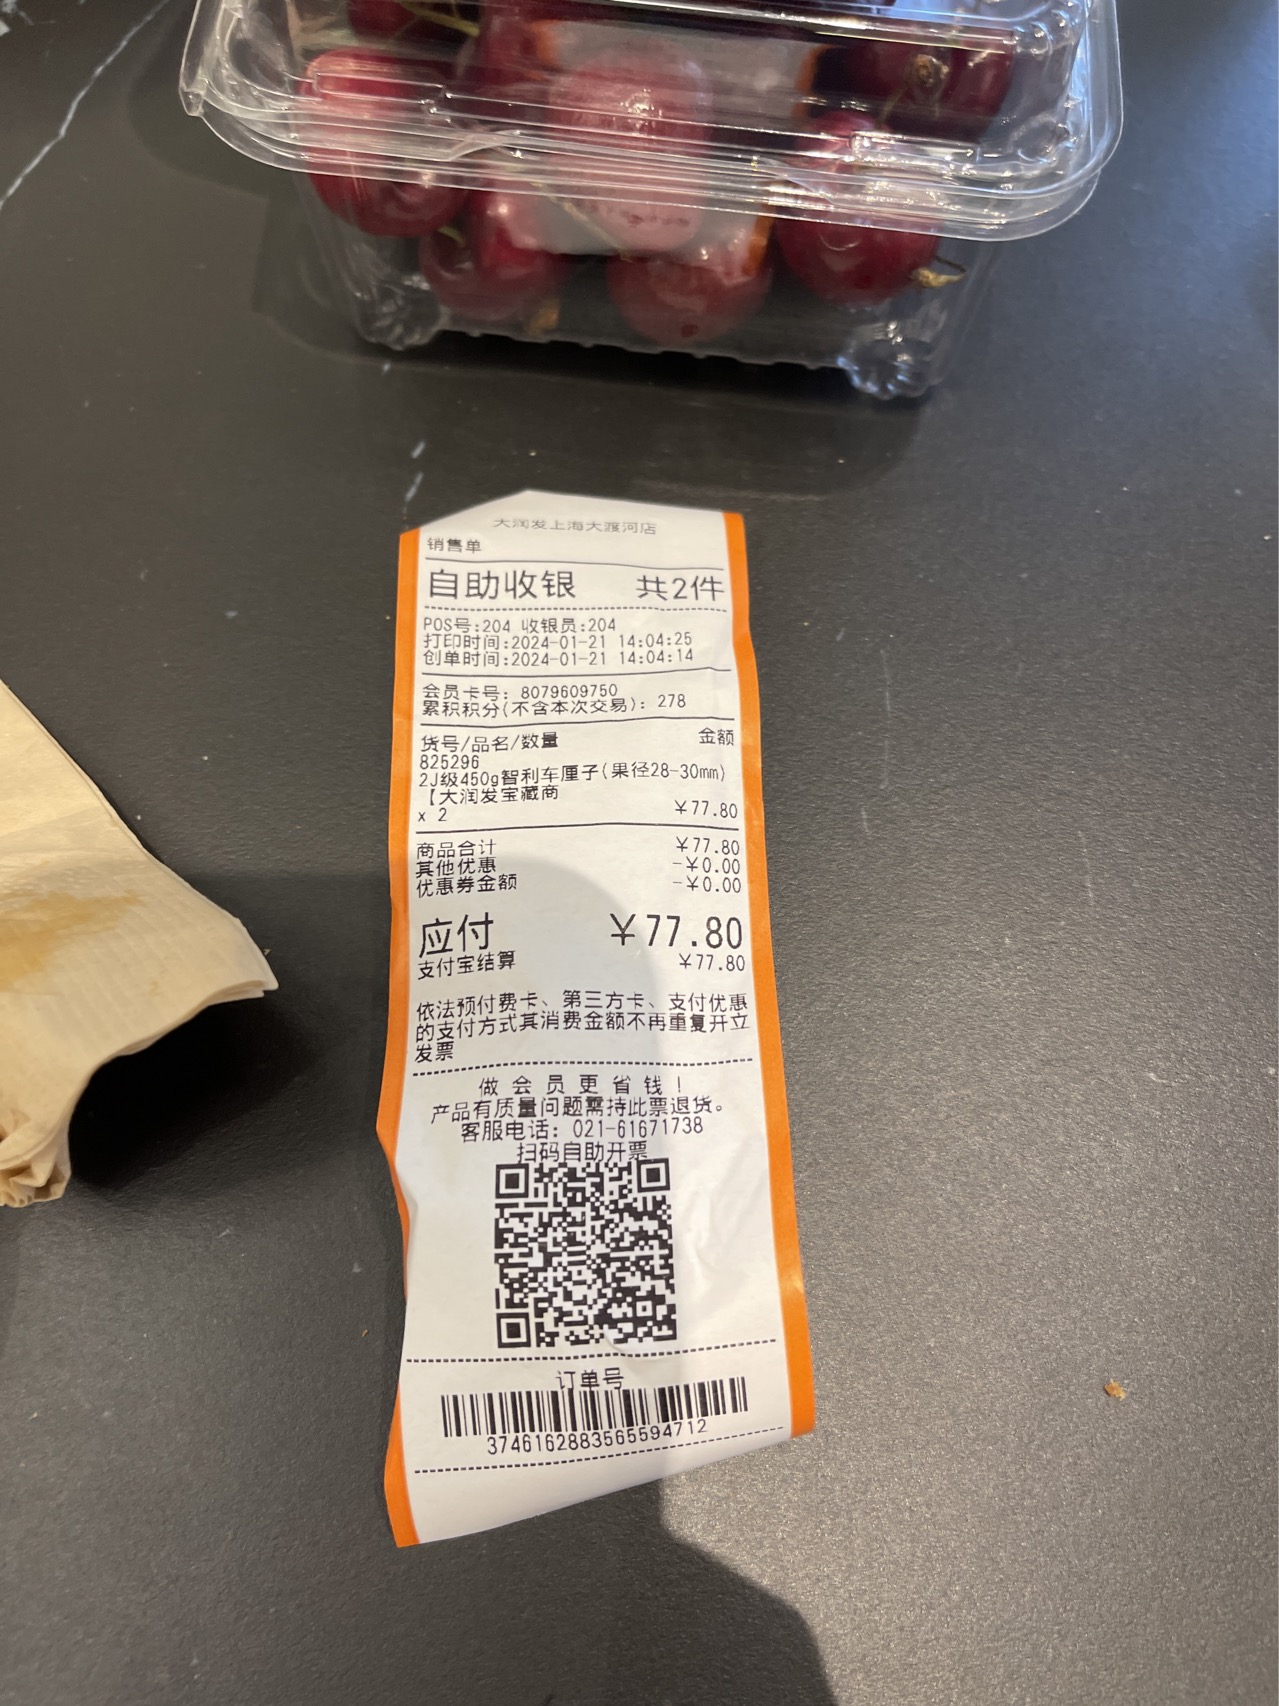 大润发上海大渡河店
销售单
自助收银 共2件
POS号:204 收银员:204
打印时间:2024-01-21 14:04:25
创单时间:2024-01-21 14:04:14
会员卡号: 8079609750
累积积分(不含本次交易): 278
货号/品名/数量 金额
825296
2J级450g智利车厘子(果径28-30mm)
【大润发宝藏商
x 2 ￥77.80
商品合计 ￥77.80
其他优惠 -￥0.00
优惠券金额 -￥0.00
应付 ￥77.80
支付宝结算 ￥77.80
依法预付费卡、第三方卡、支付优惠
的支付方式其消费金额不再重复开立
发票
做会员更省钱!
产品有质量问题需持此票退货。
客服电话: 021-61671738
扫码自助开票
订单号
3746162883565594712